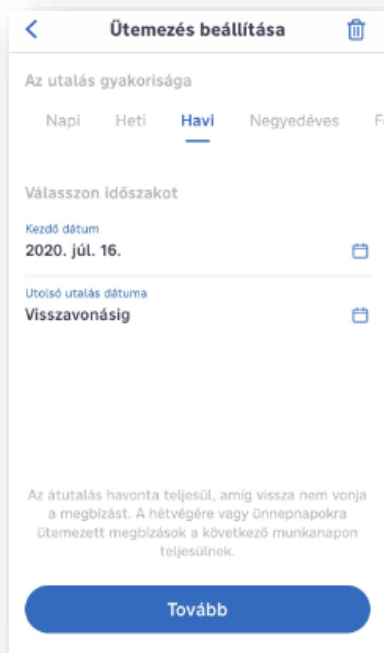 Ütemezés beállítása
Az utalás gyakorisága
Napi Heti Havi Negyedéves
Válasszon időszakot
Kezdő dátum
2020. júl. 16.
Utolsó utalás dátuma
Visszavonásig
Az átutalás havonta teljesül, amíg vissza nem vonja
a megbízást. A hétvégére vagy ünnepnapokra
ütemezett megbízások a következő munkanapon
teljesülnek.
Tovább